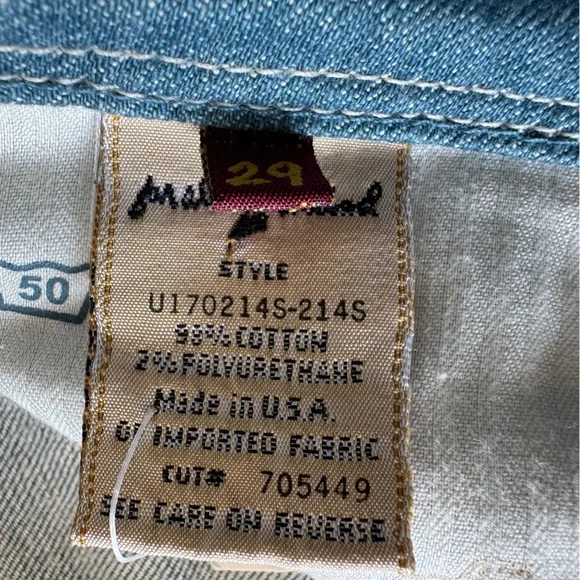 29
STYLE
U170214S-214S
98% COTTON
2% POLYURETHANE
Made in U.S.A.
OF IMPORTED FABRIC
CUT# 705449
SEE CARE ON REVERSE
50